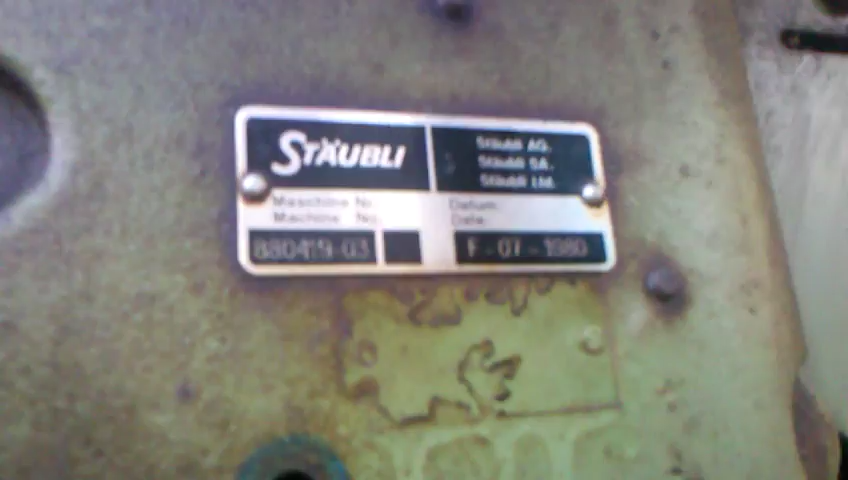 STÄUBLI
Stäubli AG.
Stäubli SA.
Stäubli LTD.
Maschine Nr.
Machine No.
Datum:
Date:
880419-03
F - 07 - 1980